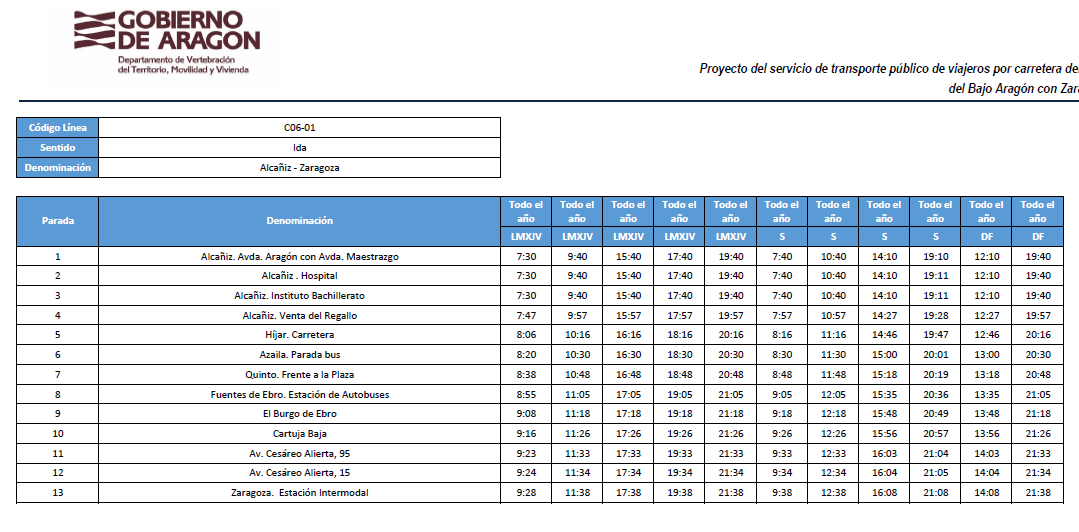 GOBIERNO
DE ARAGON
Departamento de Vertebración
del Territorio, Movilidad y Vivienda
Proyecto del servicio de transporte público de viajeros por carretera de
del Bajo Aragón con Zar
Código Línea C06-01
Sentido Ida
Denominación Alcañiz - Zaragoza
Parada Denominación Todo el año Todo el año Todo el año Todo el año Todo el año Todo el año Todo el año Todo el año Todo el año Todo el año Todo el año
LMXJV LMXJV LMXJV LMXJV LMXJV S S S S DF DF
1 Alcañiz. Avda. Aragón con Avda. Maestrazgo 7:30 9:40 15:40 17:40 19:40 7:40 10:40 14:10 19:10 12:10 19:40
2 Alcañiz . Hospital 7:30 9:40 15:40 17:40 19:40 7:40 10:40 14:10 19:11 12:10 19:40
3 Alcañiz. Instituto Bachillerato 7:30 9:40 15:40 17:40 19:40 7:40 10:40 14:10 19:11 12:10 19:40
4 Alcañiz. Venta del Regallo 7:47 9:57 15:57 17:57 19:57 7:57 10:57 14:27 19:28 12:27 19:57
5 Híjar. Carretera 8:06 10:16 16:16 18:16 20:16 8:16 11:16 14:46 19:47 12:46 20:16
6 Azaila. Parada bus 8:20 10:30 16:30 18:30 20:30 8:30 11:30 15:00 20:01 13:00 20:30
7 Quinto. Frente a la Plaza 8:38 10:48 16:48 18:48 20:48 8:48 11:48 15:18 20:19 13:18 20:48
8 Fuentes de Ebro. Estación de Autobuses 8:55 11:05 17:05 19:05 21:05 9:05 12:05 15:35 20:36 13:35 21:05
9 El Burgo de Ebro 9:08 11:18 17:18 19:18 21:18 9:18 12:18 15:48 20:49 13:48 21:18
10 Cartuja Baja 9:16 11:26 17:26 19:26 21:26 9:26 12:26 15:56 20:57 13:56 21:26
11 Av. Cesáreo Alierta, 95 9:23 11:33 17:33 19:33 21:33 9:33 12:33 16:03 21:04 14:03 21:33
12 Av. Cesáreo Alierta, 15 9:24 11:34 17:34 19:34 21:34 9:34 12:34 16:04 21:05 14:04 21:34
13 Zaragoza. Estación Intermodal 9:28 11:38 17:38 19:38 21:38 9:38 12:38 16:08 21:08 14:08 21:38